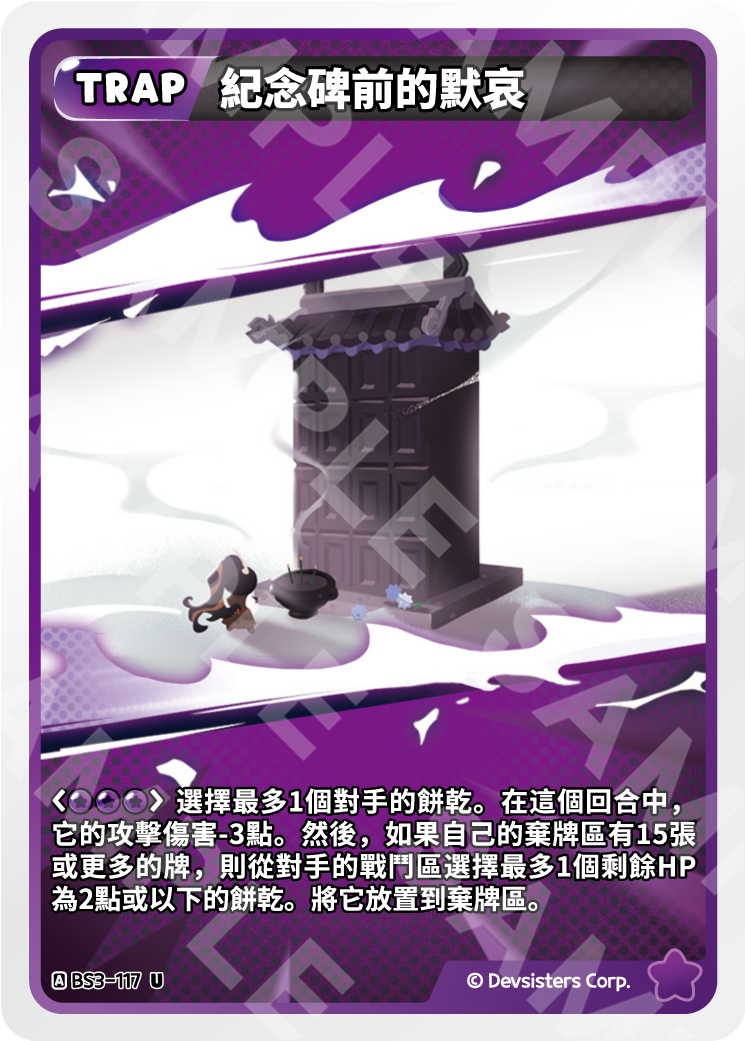 TRAP 紀念碑前的默哀
SAMPLE SAMPLE SAMPLE
〈〉 選擇最多1個對手的餅乾。在這個回合中，
它的攻擊傷害-3點。然後，如果自己的棄牌區有15張
或更多的牌，則從對手的戰鬥區選擇最多1個剩餘HP
為2點或以下的餅乾。將它放置到棄牌區。
A BS3-117 U
© Devsisters Corp.